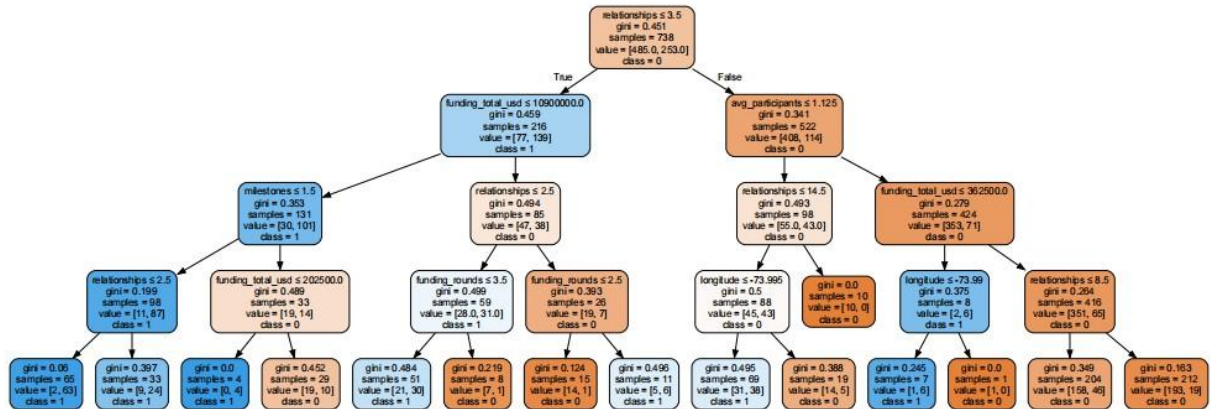 relationships ≤ 3.5
gini = 0.451
samples = 738
value = [485.0, 253.0]
class = 0
True
False
funding_total_usd ≤ 10900000.0
gini = 0.459
samples = 216
value = [77, 139]
class = 1
avg_participants ≤ 1.125
gini = 0.341
samples = 522
value = [408, 114]
class = 0
milestones ≤ 1.5
gini = 0.353
samples = 131
value = [30, 101]
class = 1
relationships ≤ 2.5
gini = 0.494
samples = 85
value = [47, 38]
class = 0
relationships ≤ 14.5
gini = 0.493
samples = 98
value = [55.0, 43.0]
class = 0
funding_total_usd ≤ 362500.0
gini = 0.279
samples = 424
value = [353, 71]
class = 0
relationships ≤ 2.5
gini = 0.199
samples = 98
value = [11, 87]
class = 1
funding_total_usd ≤ 202500.0
gini = 0.489
samples = 33
value = [19, 14]
class = 0
funding_rounds ≤ 3.5
gini = 0.499
samples = 59
value = [28.0, 31.0]
class = 1
funding_rounds ≤ 2.5
gini = 0.393
samples = 26
value = [19, 7]
class = 0
longitude ≤ -73.995
gini = 0.5
samples = 88
value = [45, 43]
class = 0
gini = 0.0
samples = 10
value = [10, 0]
class = 0
longitude ≤ -73.99
gini = 0.375
samples = 8
value = [2, 6]
class = 1
relationships ≤ 8.5
gini = 0.264
samples = 416
value = [351, 65]
class = 0
gini = 0.06
samples = 65
value = [2, 63]
class = 1
gini = 0.397
samples = 33
value = [9, 24]
class = 1
gini = 0.0
samples = 4
value = [0, 4]
class = 1
gini = 0.452
samples = 29
value = [19, 10]
class = 0
gini = 0.484
samples = 51
value = [21, 30]
class = 1
gini = 0.219
samples = 8
value = [7, 1]
class = 0
gini = 0.124
samples = 15
value = [14, 1]
class = 0
gini = 0.496
samples = 11
value = [5, 6]
class = 1
gini = 0.495
samples = 69
value = [31, 38]
class = 1
gini = 0.388
samples = 19
value = [14, 5]
class = 0
gini = 0.245
samples = 7
value = [1, 6]
class = 1
gini = 0.0
samples = 1
value = [1, 0]
class = 0
gini = 0.349
samples = 204
value = [158, 46]
class = 0
gini = 0.163
samples = 212
value = [193, 19]
class = 0